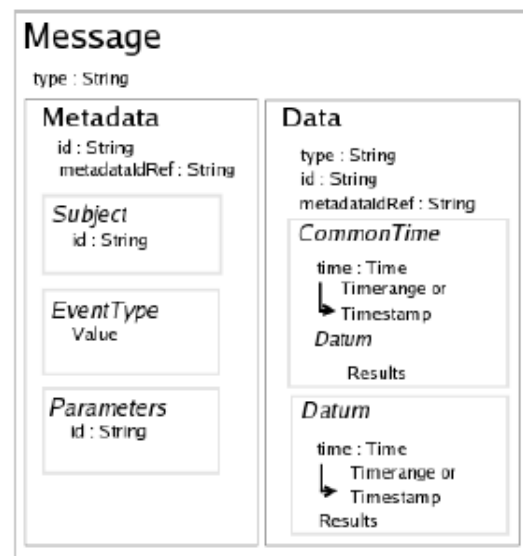 Message
type : String
Metadata
id : String
metadataIdRef : String
Subject
id : String
EventType
Value
Parameters
id : String
Data
type : String
id : String
metadataIdRef : String
CommonTime
time : Time
Timerange or
Timestamp
Datum
Results
Datum
time : Time
Timerange or
Timestamp
Results